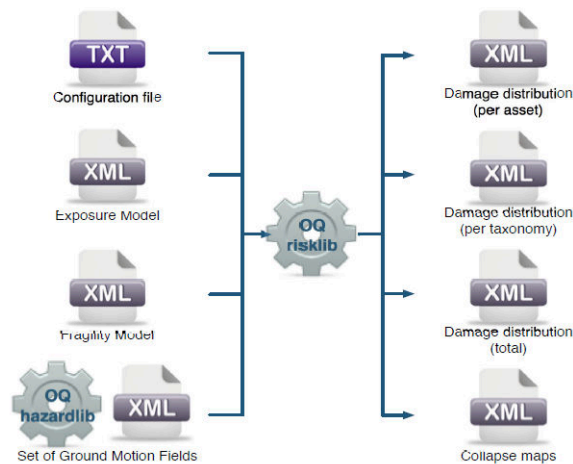 TXT
Configuration file
XML
Exposure Model
XML
Fragility Model
OQ
hazardlib
XML
Set of Ground Motion Fields
OQ
risklib
XML
Damage distribution
(per asset)
XML
Damage distribution
(per taxonomy)
XML
Damage distribution
(total)
XML
Collapse maps